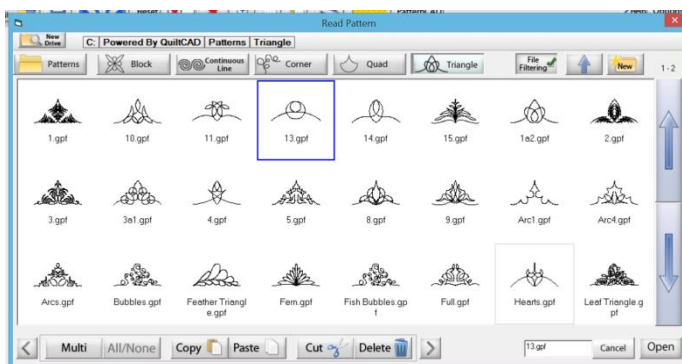 Read Pattern
New Drive C: Powered By QuiltCAD Patterns Triangle
Patterns Block Continuous Line Corner Quad Triangle File Filtering New 1-2
1.gpf 10.gpf 11.gpf 13.gpf 14.gpf 15.gpf 1a2.gpf 2.gpf
3.gpf 3a1.gpf 4.gpf 5.gpf 8.gpf 9.gpf Arc1.gpf Arc4.gpf
Arcs.gpf Bubbles.gpf Feather Triangl Fern.gpf Fish Bubbles.gp Full.gpf Hearts.gpf Leaf Triangle.g
e.gpf f pf
Multi All/None Copy Paste Cut Delete 13.gpf Cancel Open